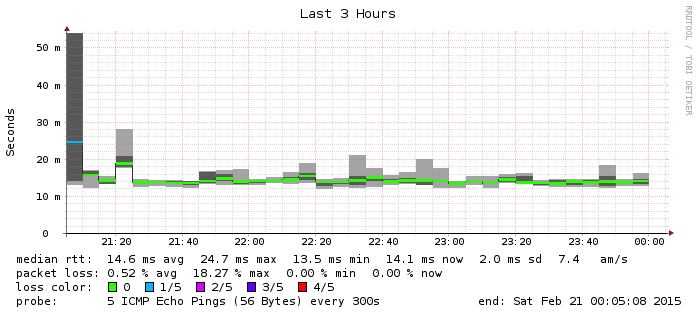 Last 3 Hours
RRDTOOL / TOBI OETIKER
Seconds
50 m
40 m
30 m
20 m
10 m
0
21:20 21:40 22:00 22:20 22:40 23:00 23:20 23:40 00:00
median rtt: 14.6 ms avg 24.7 ms max 13.5 ms min 14.1 ms now 2.0 ms sd 7.4 am/s
packet loss: 0.52 % avg 18.27 % max 0.00 % min 0.00 % now
loss color: 0 1/5 2/5 3/5 4/5
probe: 5 ICMP Echo Pings (56 Bytes) every 300s end: Sat Feb 21 00:05:08 2015